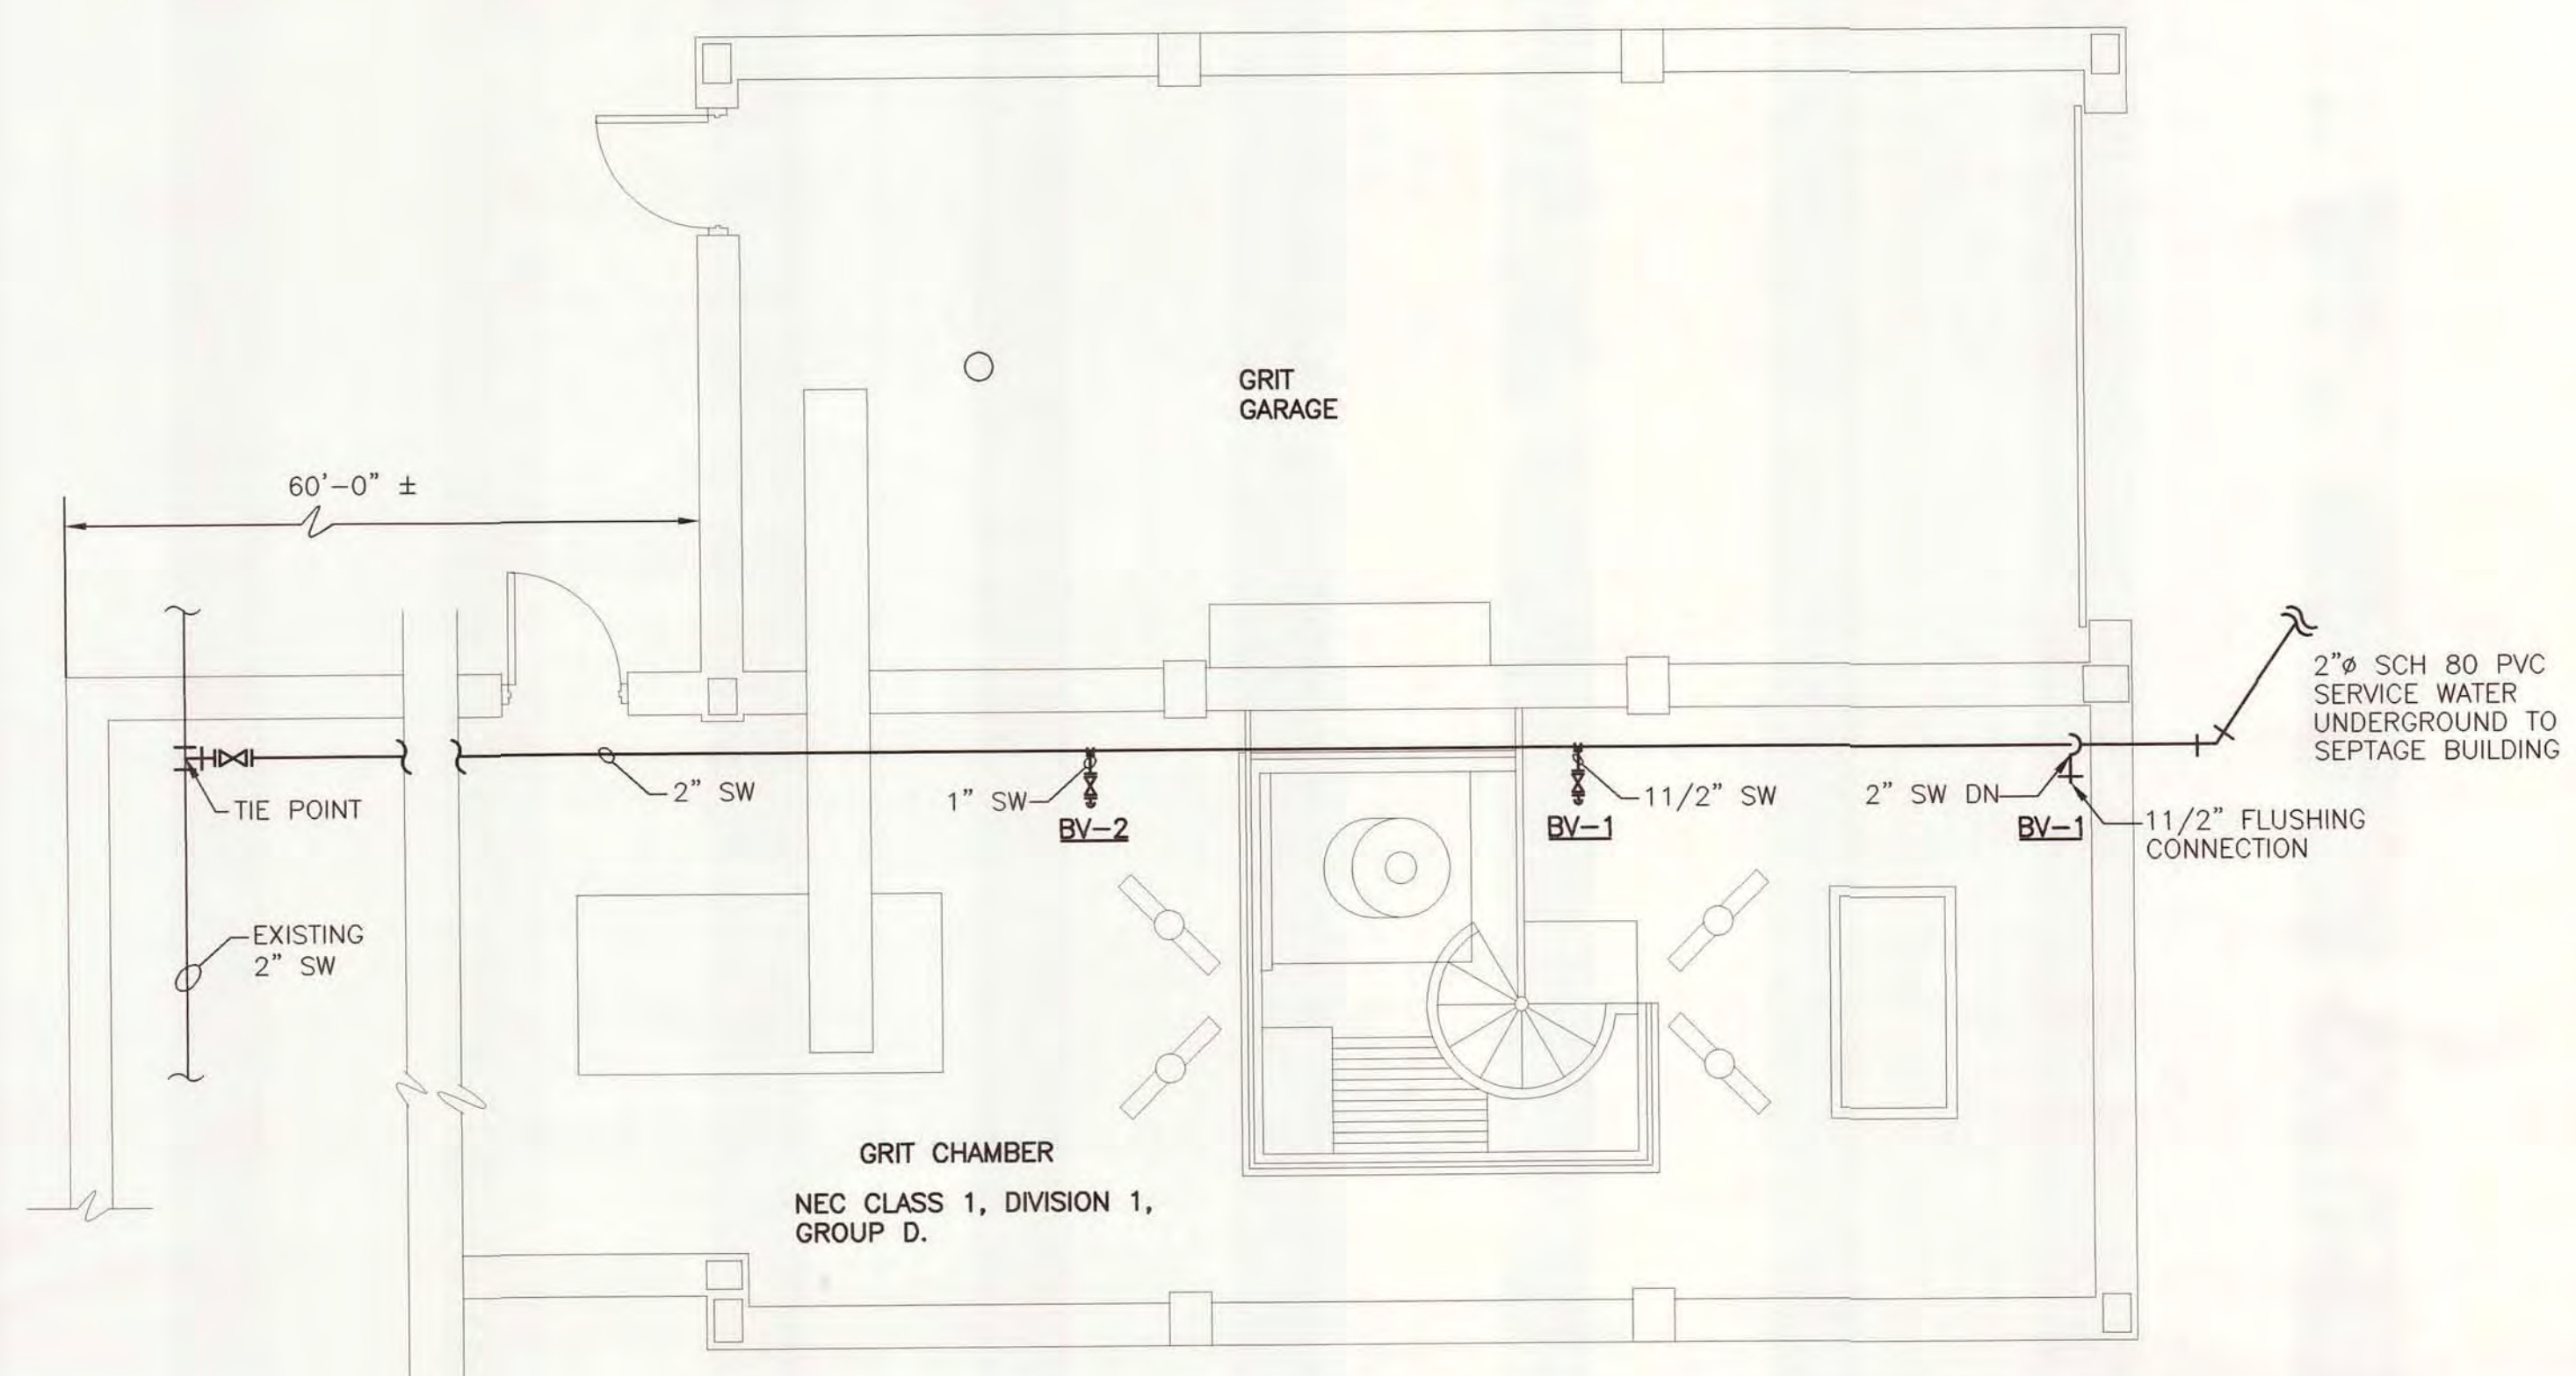 GRIT
GARAGE
60'-0" ±
2"ø SCH 80 PVC
SERVICE WATER
UNDERGROUND TO
SEPTAGE BUILDING
TIE POINT
2" SW
1" SW
BV-2
11/2" SW
BV-1
2" SW DN
BV-1
11/2" FLUSHING
CONNECTION
EXISTING
2" SW
GRIT CHAMBER
NEC CLASS 1, DIVISION 1,
GROUP D.